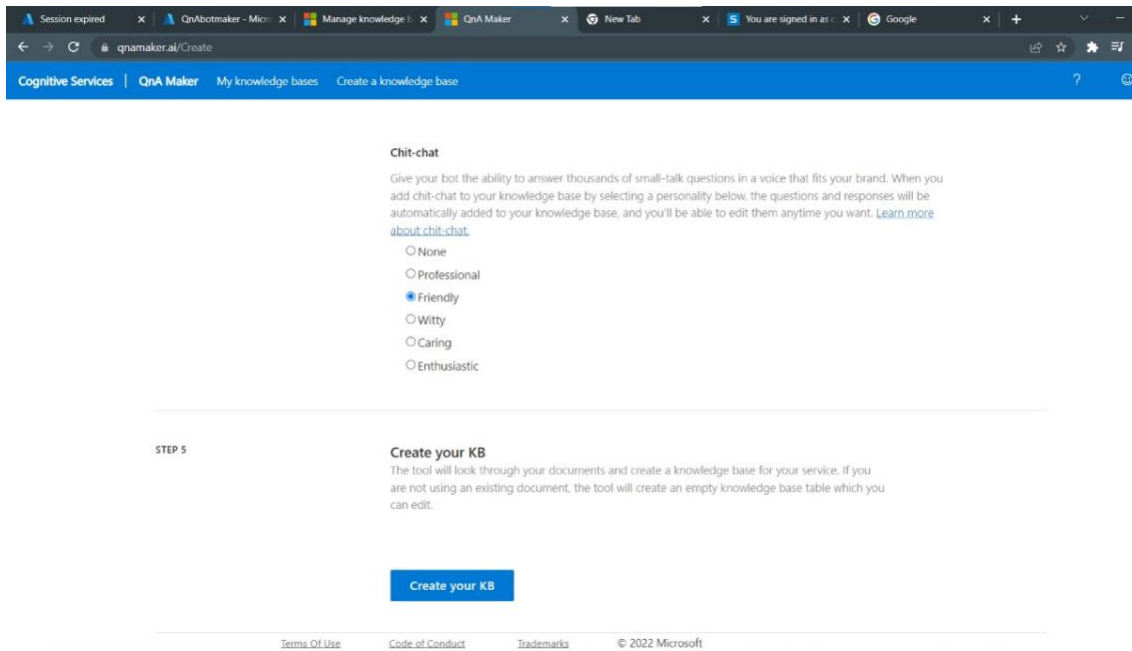 Session expired
QnAbotmaker - Micro
Manage knowledge b
QnA Maker
New Tab
You are signed in as
Google
qnamaker.ai/Create
Cognitive Services | QnA Maker My knowledge bases Create a knowledge base ?
Chit-chat
Give your bot the ability to answer thousands of small-talk questions in a voice that fits your brand. When you
add chit-chat to your knowledge base by selecting a personality below, the questions and responses will be
automatically added to your knowledge base, and you'll be able to edit them anytime you want. Learn more
about chit-chat.
None
Professional
Friendly
Witty
Caring
Enthusiastic
STEP 5
Create your KB
The tool will look through your documents and create a knowledge base for your service. If you
are not using an existing document, the tool will create an empty knowledge base table which you
can edit.
Create your KB
Terms Of Use Code of Conduct Trademarks © 2022 Microsoft